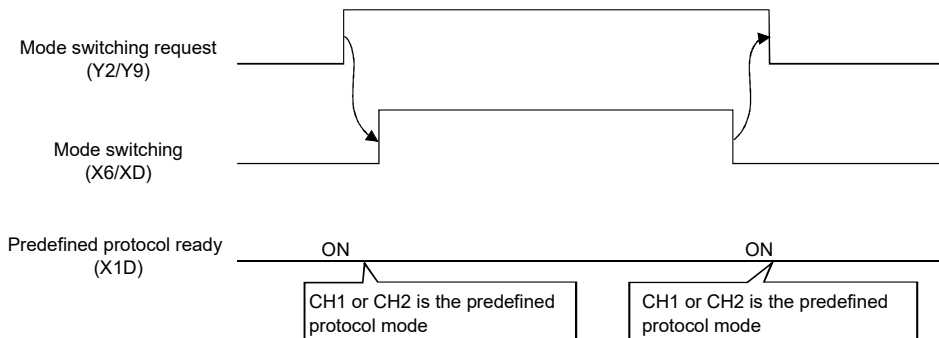 Mode switching request
(Y2/Y9)
Mode switching
(X6/XD)
Predefined protocol ready
(X1D)
ON
ON
CH1 or CH2 is the predefined
protocol mode
CH1 or CH2 is the predefined
protocol mode